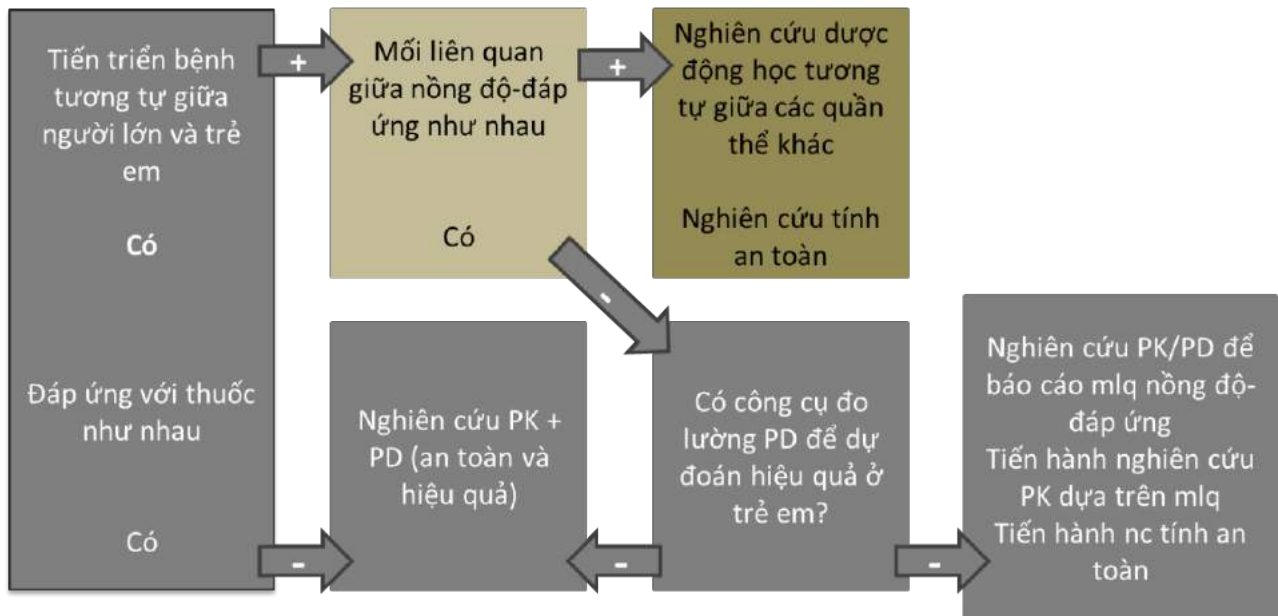 Tiến triển bệnh
tương tự giữa
người lớn và trẻ
em
Có
Đáp ứng với thuốc
như nhau
Có
+
Mối liên quan
giữa nồng độ-đáp
ứng như nhau
Có
+
Nghiên cứu dược
động học tương
tự giữa các quần
thể khác
Nghiên cứu tính
an toàn
-
-
Nghiên cứu PK +
PD (an toàn và
hiệu quả)
-
Có công cụ đo
lường PD để dự
đoán hiệu quả ở
trẻ em?
-
Nghiên cứu PK/PD để
báo cáo mlq nồng độ-
đáp ứng
Tiến hành nghiên cứu
PK dựa trên mlq
Tiến hành nc tính an
toàn